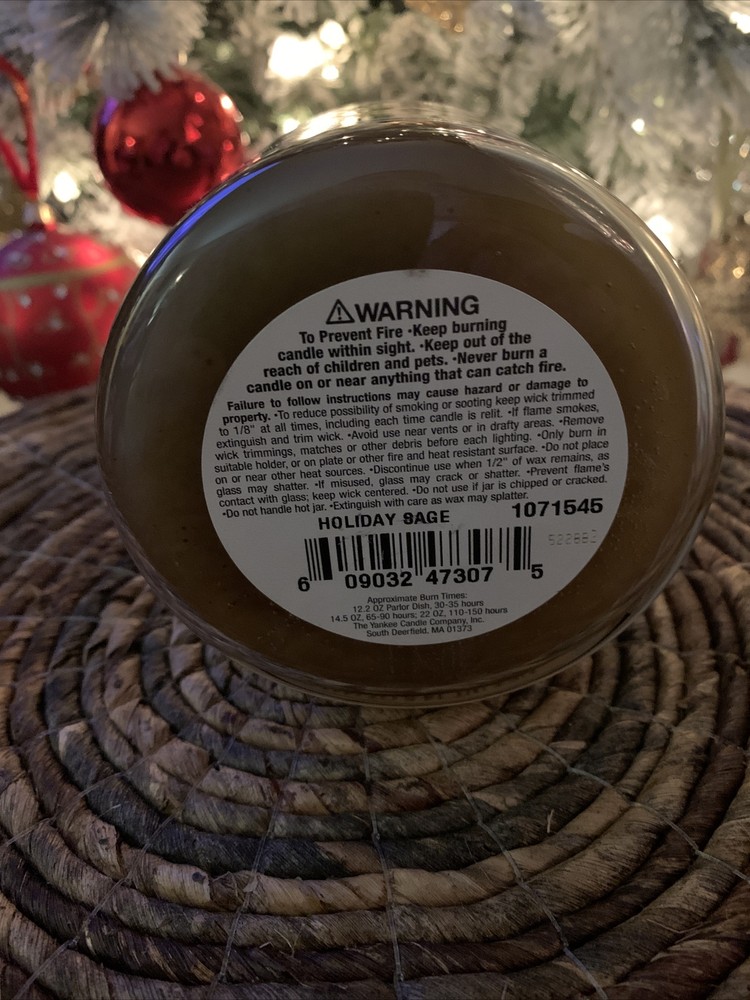 ⚠WARNING
To Prevent Fire •Keep burning
candle within sight. •Keep out of the
reach of children and pets. •Never burn a
candle on or near anything that can catch fire.
Failure to follow instructions may cause hazard or damage to
property. •To reduce possibility of smoking or sooting keep wick trimmed
to 1/8" at all times, including each time candle is relit. •If flame smokes,
extinguish and trim wick. •Avoid use near vents or in drafty areas. •Remove
wick trimmings, matches or other debris before each lighting. •Only burn in
suitable holder, or on plate or other fire and heat resistant surface. •Do not place
on or near other heat sources. •Discontinue use when 1/2" of wax remains, as
glass may shatter. •If misused, glass may crack or shatter. •Prevent flame's
contact with glass; keep wick centered. •Do not use if jar is chipped or cracked.
•Do not handle hot jar. •Extinguish with care as wax may splatter.
HOLIDAY SAGE 1071545
6 09032 47307 5
Approximate Burn Times:
12.2 OZ Parlor Dish, 30-35 hours
14.5 OZ, 65-90 hours; 22 OZ, 110-150 hours
The Yankee Candle Company, Inc.
South Deerfield, MA 01373